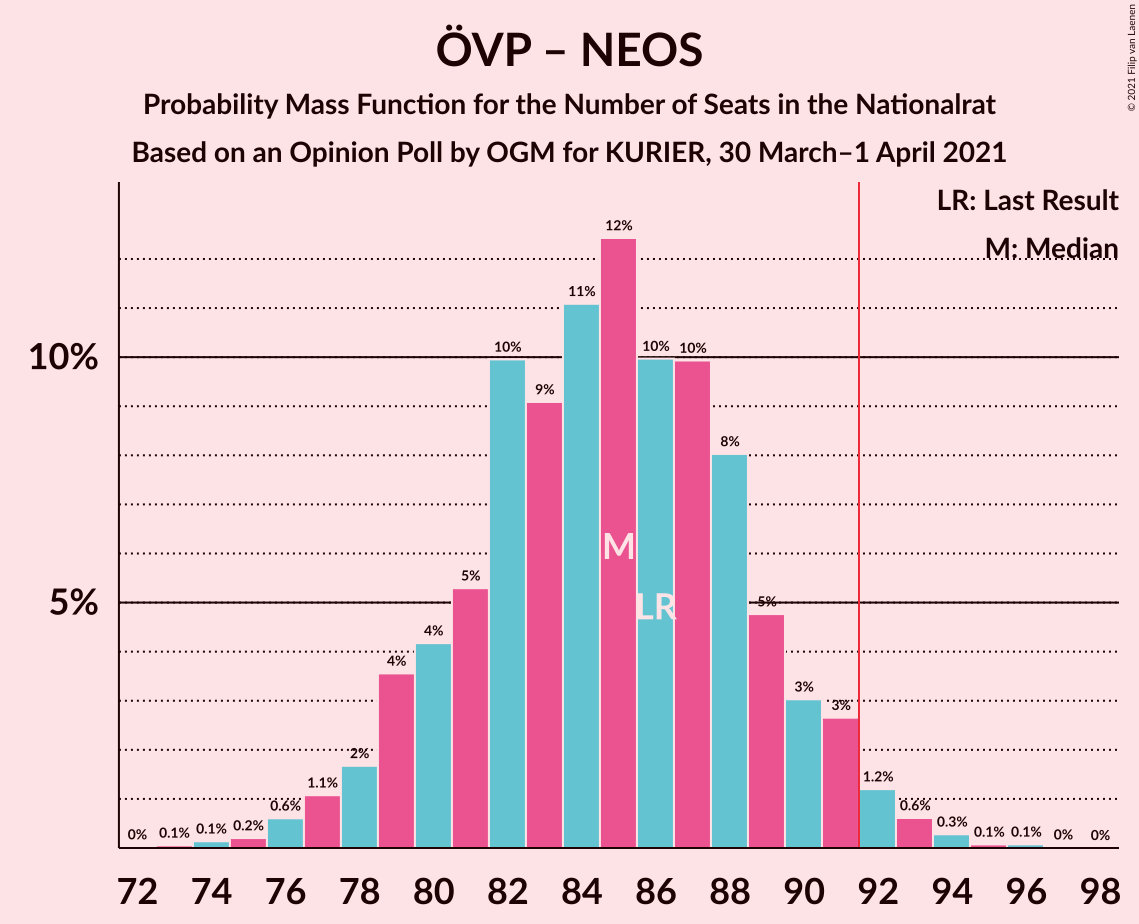 ÖVP – NEOS
Probability Mass Function for the Number of Seats in the Nationalrat
Based on an Opinion Poll by OGM for KURIER, 30 March–1 April 2021
© 2021 Filip van Laenen
LR: Last Result
M: Median
10%
5%
0% 0.1% 0.1% 0.2% 0.6% 1.1% 2% 4% 4% 5% 10% 9% 11% 12% 10% 10% 8% 5% 3% 3% 1.2% 0.6% 0.3% 0.1% 0.1% 0% 0%
M
LR
72 74 76 78 80 82 84 86 88 90 92 94 96 98